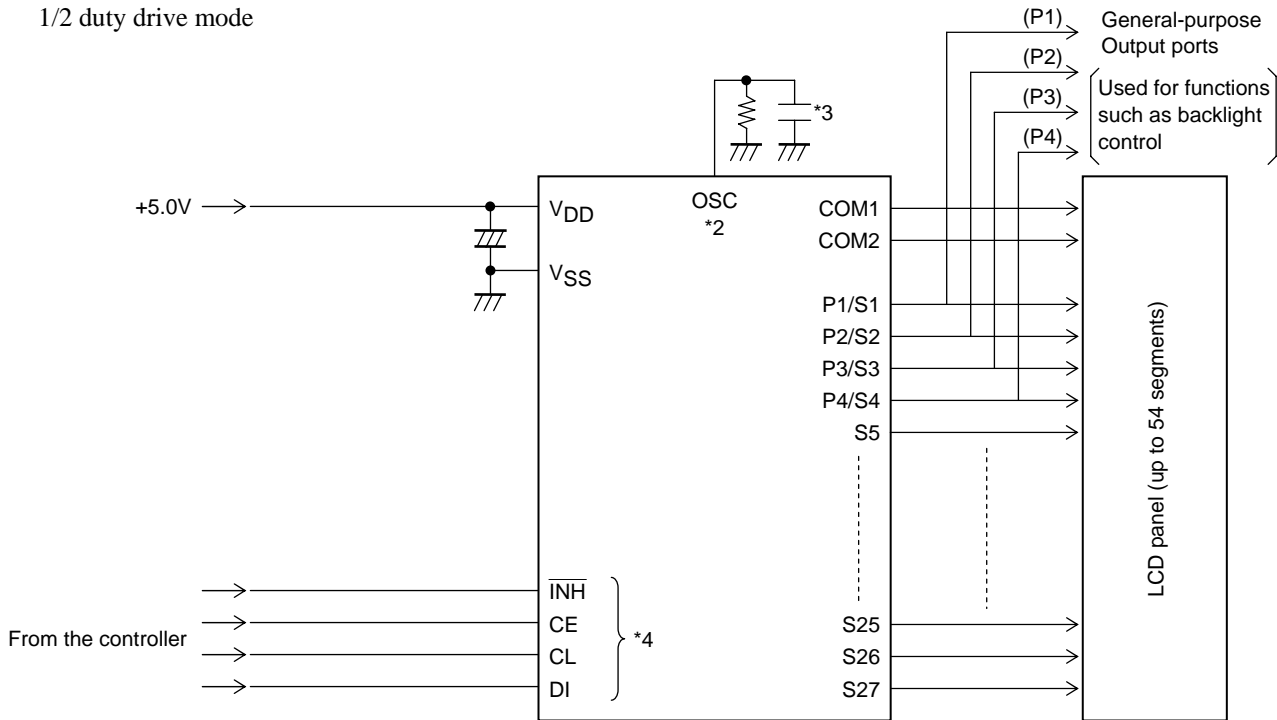 1/2 duty drive mode
(P1)
General-purpose
Output ports
(P2)
(P3)
(P4)
Used for functions
such as backlight
control
*3
+5.0V
VDD
VSS
OSC
*2
COM1
COM2
P1/S1
P2/S2
P3/S3
P4/S4
S5
LCD panel (up to 54 segments)
From the controller
INH
CE
CL
DI
*4
S25
S26
S27